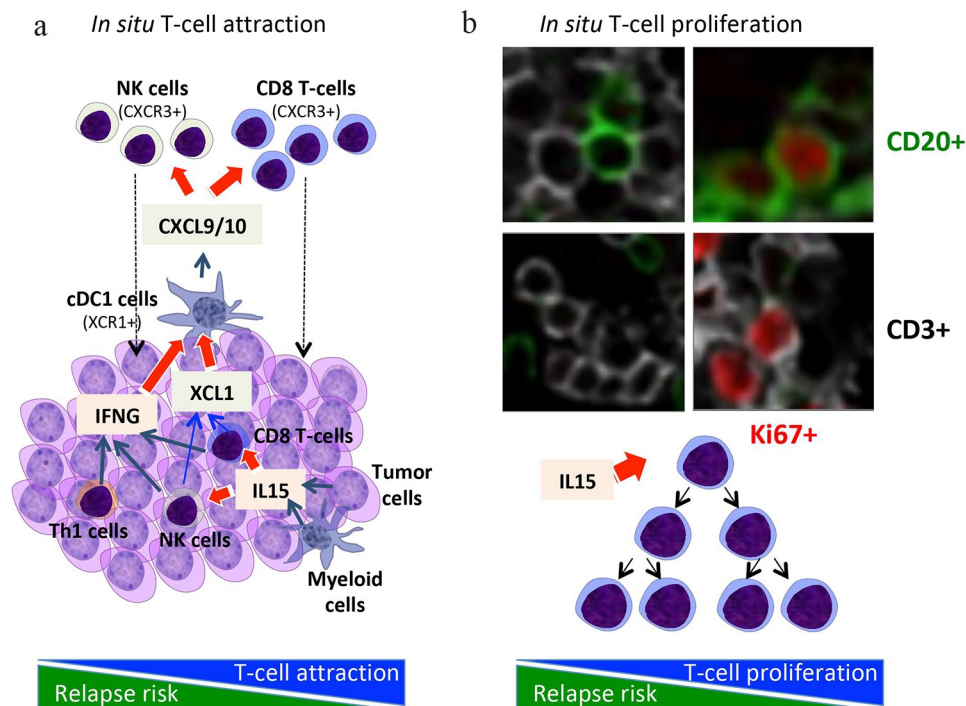 a
In situ T-cell attraction
NK cells
(CXCR3+)
CD8 T-cells
(CXCR3+)
CXCL9/10
cDC1 cells
(XCR1+)
XCL1
IFNG
CD8 T-cells
IL15
Tumor
cells
Th1 cells
NK cells
Myeloid
cells
T-cell attraction
Relapse risk
b
In situ T-cell proliferation
CD20+
CD3+
Ki67+
IL15
T-cell proliferation
Relapse risk